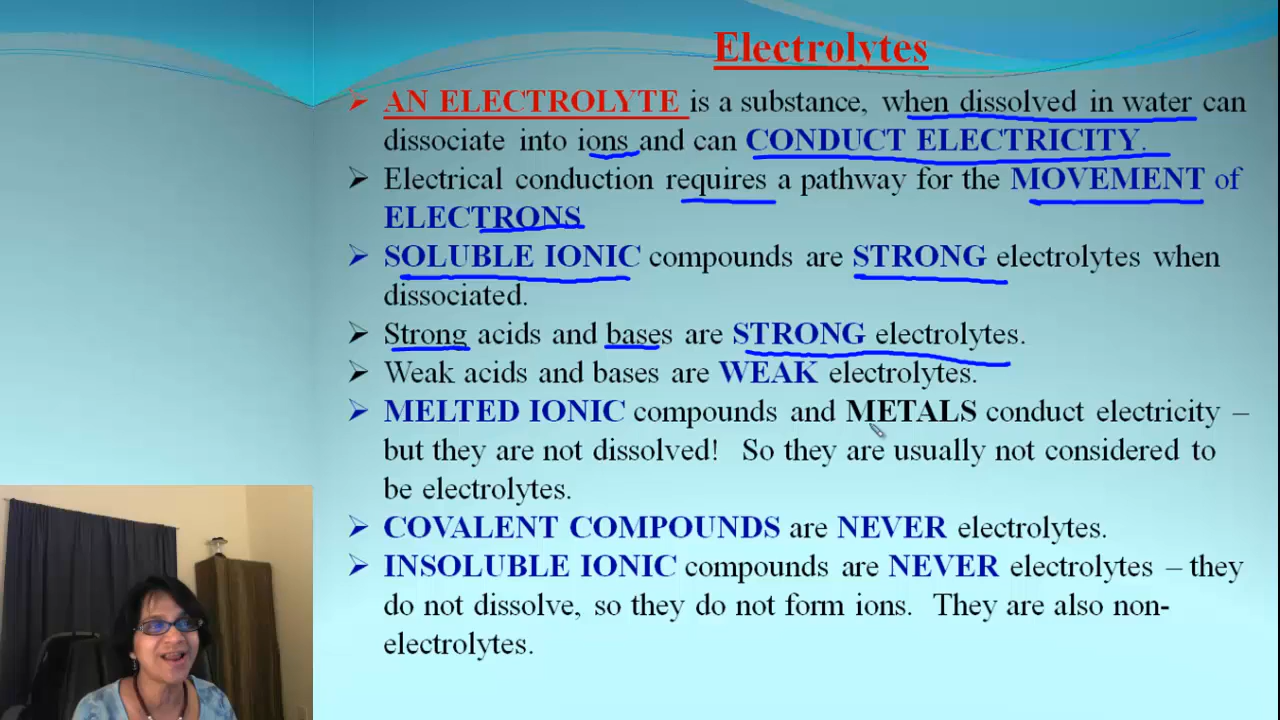 Electrolytes
AN ELECTROLYTE is a substance, when dissolved in water can
dissociate into ions and can CONDUCT ELECTRICITY.
Electrical conduction requires a pathway for the MOVEMENT of
ELECTRONS
SOLUBLE IONIC compounds are STRONG electrolytes when
dissociated.
Strong acids and bases are STRONG electrolytes.
Weak acids and bases are WEAK electrolytes.
MELTED IONIC compounds and METALS conduct electricity –
but they are not dissolved! So they are usually not considered to
be electrolytes.
COVALENT COMPOUNDS are NEVER electrolytes.
INSOLUBLE IONIC compounds are NEVER electrolytes – they
do not dissolve, so they do not form ions. They are also non-
electrolytes.